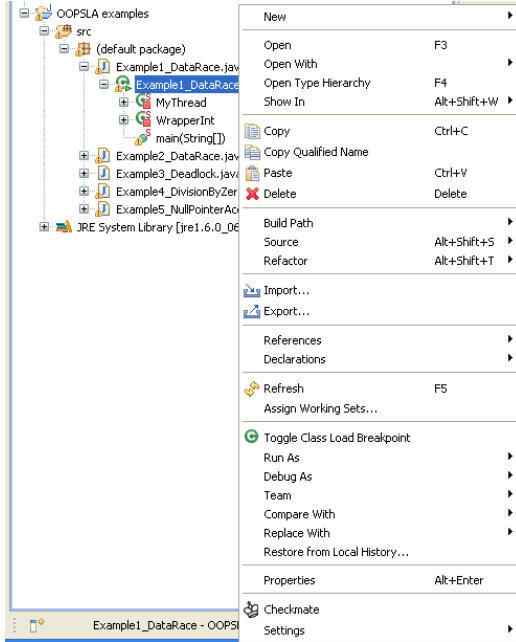 OOPSLA examples
src
(default package)
Example1_DataRace.jav
Example1_DataRace
MyThread
WrapperInt
main(String[])
Example2_DataRace.jav
Example3_Deadlock.java
Example4_DivisionByZer
Example5_NullPointerAc
JRE System Library [jre1.6.0_06
New
Open F3
Open With
Open Type Hierarchy F4
Show In Alt+Shift+W
Copy Ctrl+C
Copy Qualified Name
Paste Ctrl+V
Delete Delete
Build Path
Source Alt+Shift+S
Refactor Alt+Shift+T
Import...
Export...
References
Declarations
Refresh F5
Assign Working Sets...
Toggle Class Load Breakpoint
Run As
Debug As
Team
Compare With
Replace With
Restore from Local History...
Properties Alt+Enter
Checkmate
Settings
Example1_DataRace - OOPS